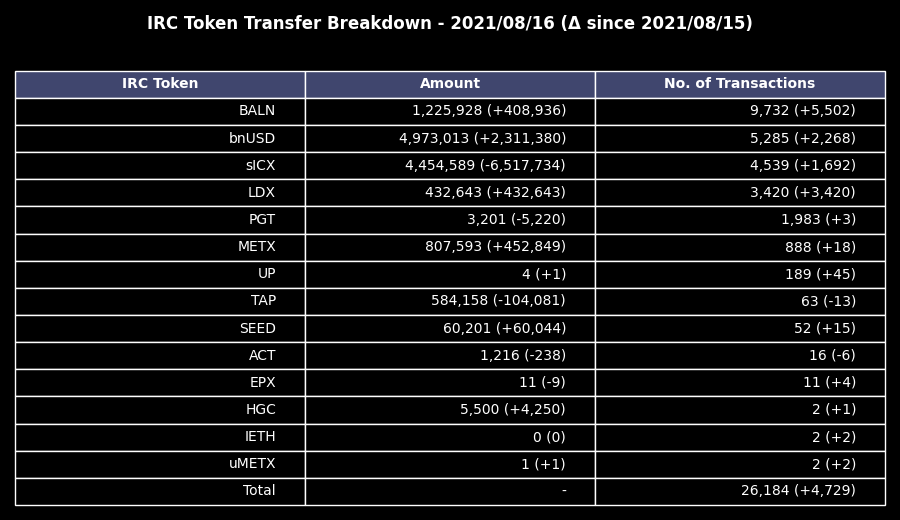 IRC Token Transfer Breakdown - 2021/08/16 (Δ since 2021/08/15)
IRC Token Amount No. of Transactions
BALN 1,225,928 (+408,936) 9,732 (+5,502)
bnUSD 4,973,013 (+2,311,380) 5,285 (+2,268)
sICX 4,454,589 (-6,517,734) 4,539 (+1,692)
LDX 432,643 (+432,643) 3,420 (+3,420)
PGT 3,201 (-5,220) 1,983 (+3)
METX 807,593 (+452,849) 888 (+18)
UP 4 (+1) 189 (+45)
TAP 584,158 (-104,081) 63 (-13)
SEED 60,201 (+60,044) 52 (+15)
ACT 1,216 (-238) 16 (-6)
EPX 11 (-9) 11 (+4)
HGC 5,500 (+4,250) 2 (+1)
IETH 0 (0) 2 (+2)
uMETX 1 (+1) 2 (+2)
Total - 26,184 (+4,729)